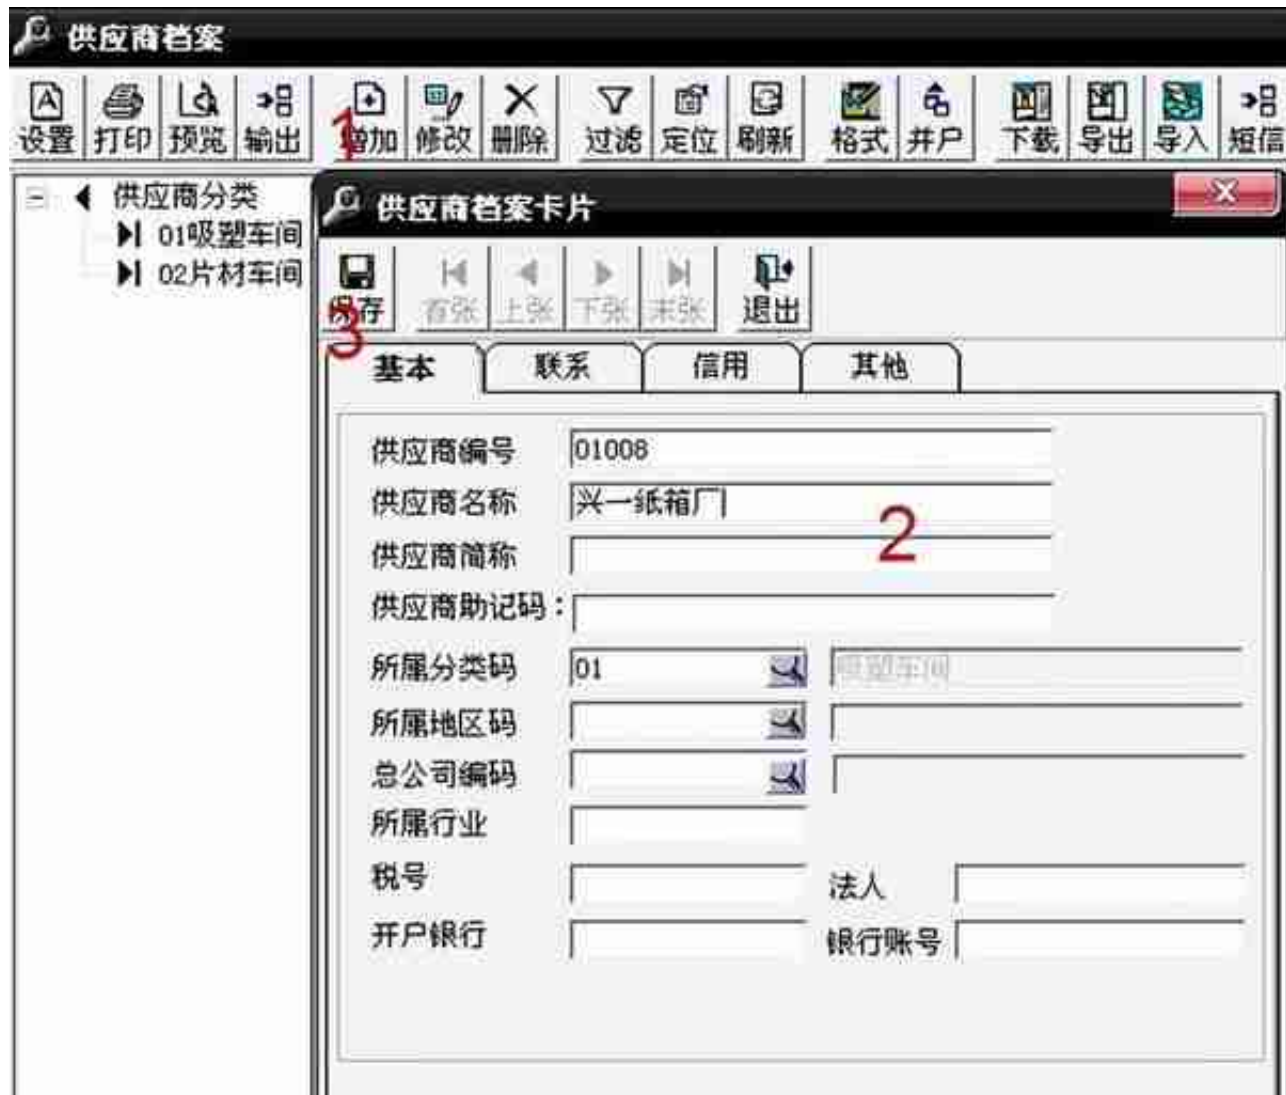 供应商档案
设置 打印 预览 输出 增加 修改 删除 过滤 定位 刷新 格式 并户 下载 导出 导入 短信
1
供应商分类
01吸塑车间
02片材车间
供应商档案卡片
保存 首张 上张 下张 末张 退出
3
基本 联系 信用 其他
供应商编号 01008
供应商名称 兴一纸箱厂
2
供应商简称
供应商助记码：
所属分类码 01 吸塑车间
所属地区码
总公司编码
所属行业
税号 法人
开户银行 银行账号